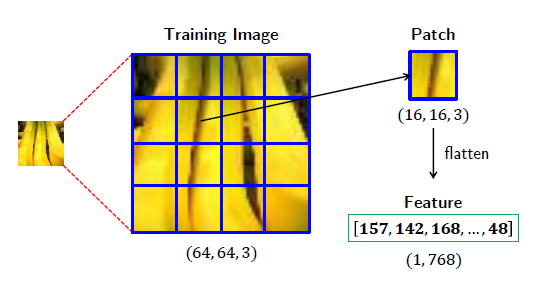 Training Image
(64, 64, 3)
Patch
(16, 16, 3)
flatten
Feature
[157, 142, 168, ..., 48]
(1, 768)